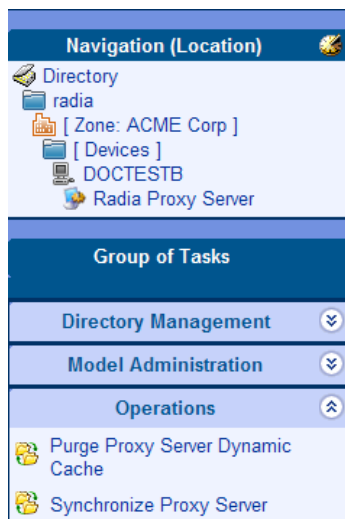 Navigation (Location)
Directory
radia
[ Zone: ACME Corp ]
[ Devices ]
DOCTESTB
Radia Proxy Server
Group of Tasks
Directory Management
Model Administration
Operations
Purge Proxy Server Dynamic
Cache
Synchronize Proxy Server